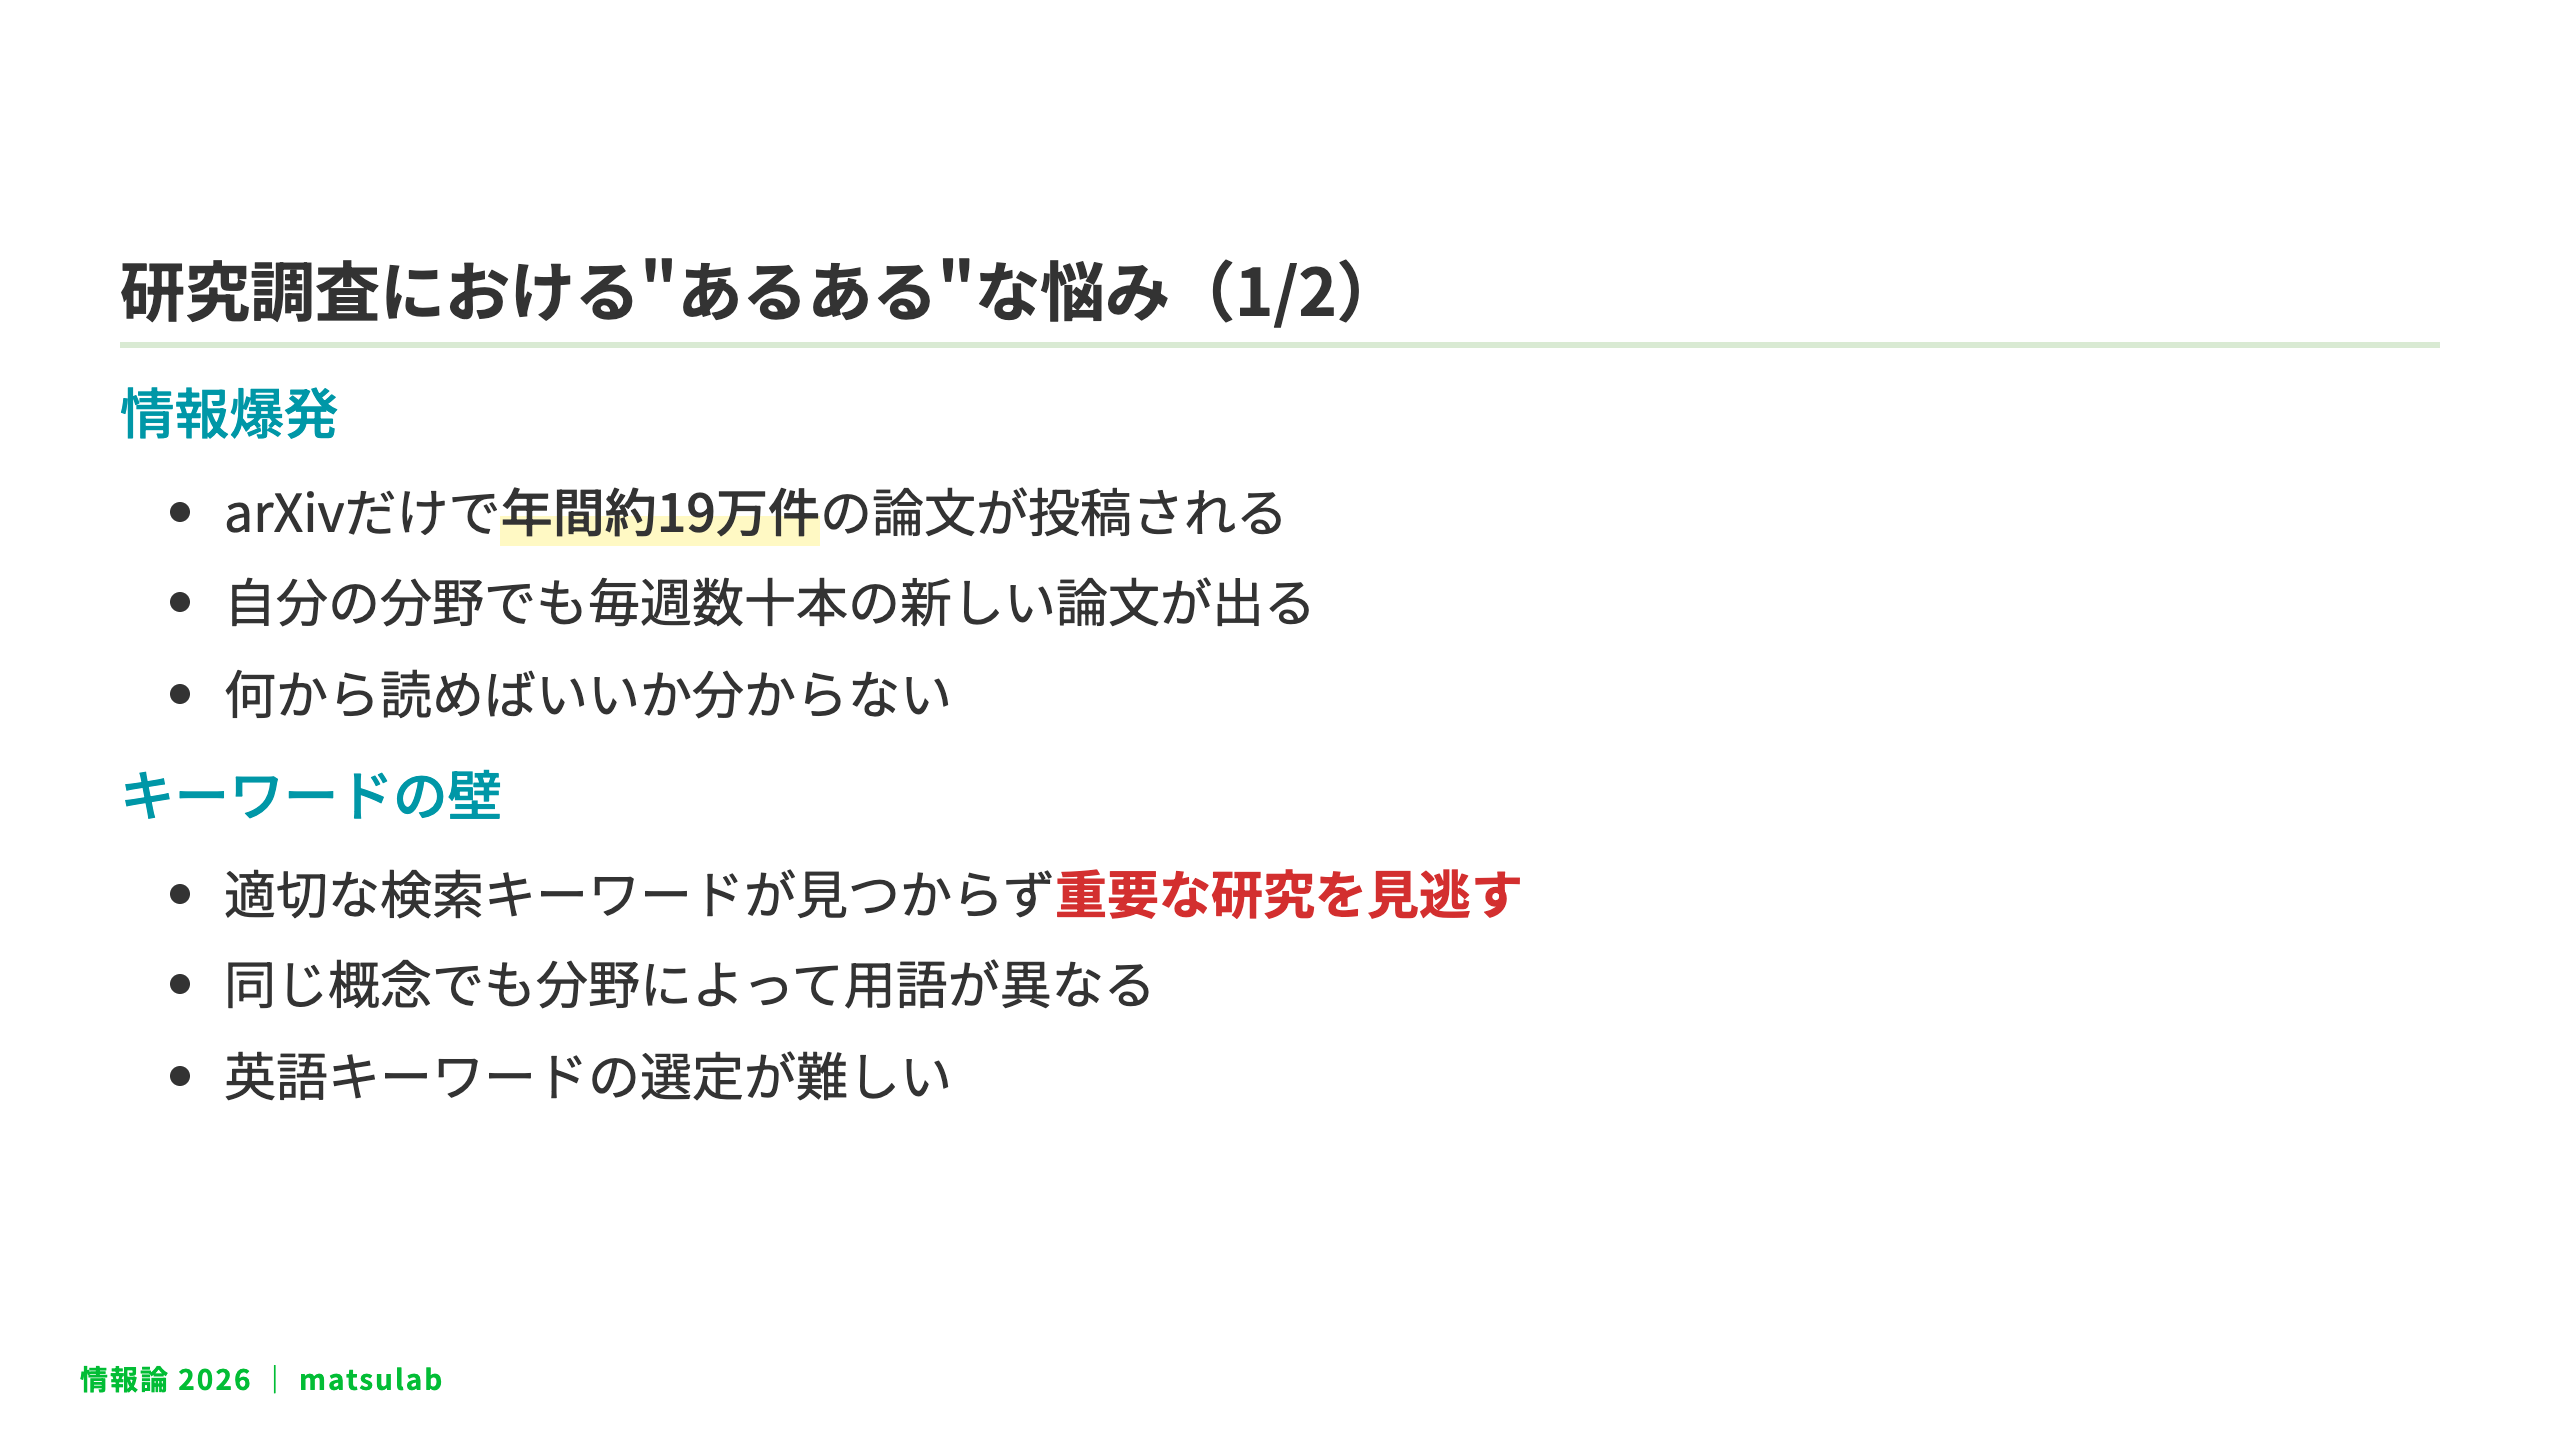 研究調査における"あるある"な悩み（1/2）
情報爆発
• arXivだけで年間約19万件の論文が投稿される
• 自分の分野でも毎週数十本の新しい論文が出る
• 何から読めばいいか分からない
キーワードの壁
• 適切な検索キーワードが見つからず重要な研究を見逃す
• 同じ概念でも分野によって用語が異なる
• 英語キーワードの選定が難しい
情報論 2026 ｜ matsulab